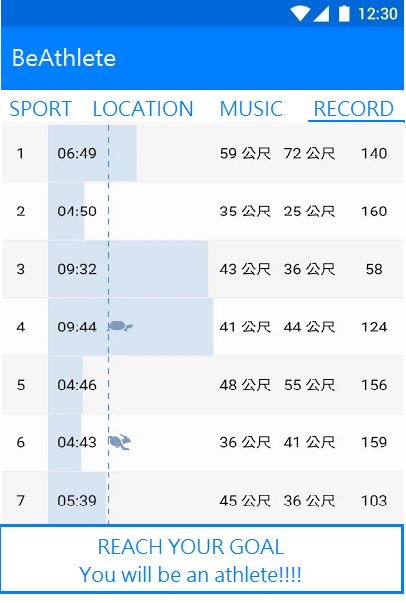 12:30
BeAthlete
SPORT LOCATION MUSIC RECORD
1 06:49 59 公尺 72 公尺 140
2 04:50 35 公尺 25 公尺 160
3 09:32 43 公尺 36 公尺 58
4 09:44 41 公尺 44 公尺 124
5 04:46 48 公尺 55 公尺 156
6 04:43 36 公尺 41 公尺 159
7 05:39 45 公尺 36 公尺 103
REACH YOUR GOAL
You will be an athlete!!!!